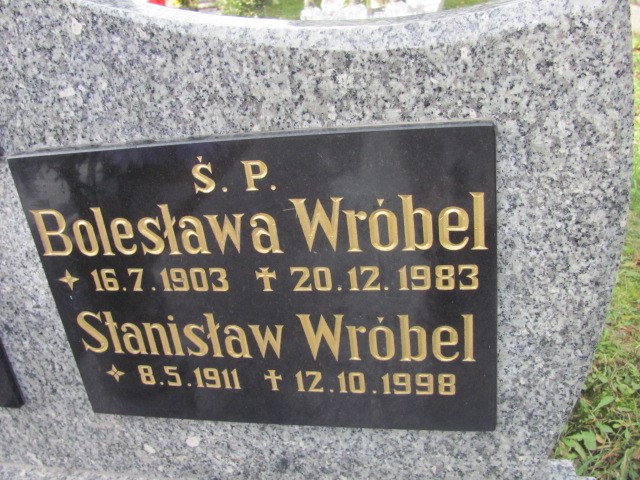 Ś. P.
Bolesława Wróbel
✦ 16.7.1903 ✝ 20.12.1983
Stanisław Wróbel
✦ 8.5.1911 ✝ 12.10.1998